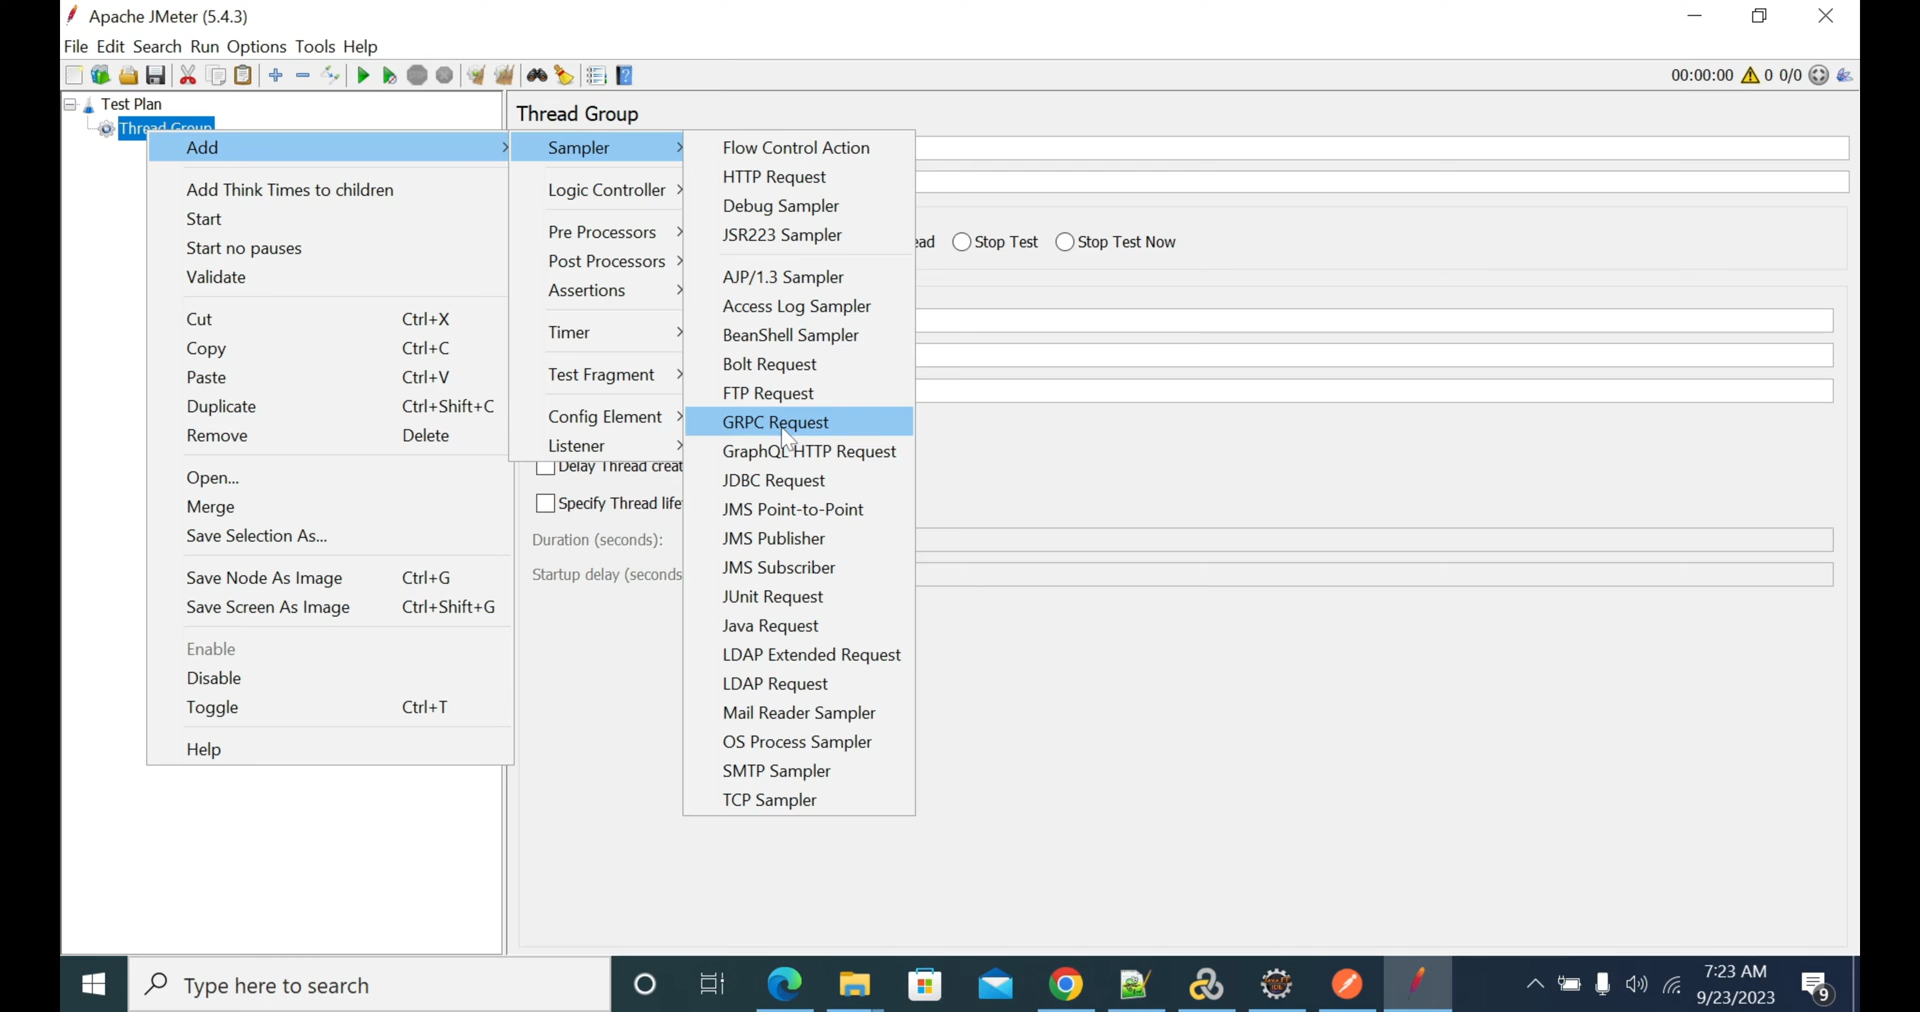 Apache JMeter (5.4.3)
File Edit Search Run Options Tools Help
00:00:00 0 0/0
Test Plan
Thread Group
Thread Group
Add
Add Think Times to children
Start
Start no pauses
Validate
Cut Ctrl+X
Copy Ctrl+C
Paste Ctrl+V
Duplicate Ctrl+Shift+C
Remove Delete
Open...
Merge
Save Selection As...
Save Node As Image Ctrl+G
Save Screen As Image Ctrl+Shift+G
Enable
Disable
Toggle Ctrl+T
Help
Sampler
Logic Controller
Pre Processors
Post Processors
Assertions
Timer
Test Fragment
Config Element
Listener
Flow Control Action
HTTP Request
Debug Sampler
JSR223 Sampler
AJP/1.3 Sampler
Access Log Sampler
BeanShell Sampler
Bolt Request
FTP Request
GRPC Request
GraphQL HTTP Request
JDBC Request
JMS Point-to-Point
JMS Publisher
JMS Subscriber
JUnit Request
Java Request
LDAP Extended Request
LDAP Request
Mail Reader Sampler
OS Process Sampler
SMTP Sampler
TCP Sampler
ead Stop Test Stop Test Now
Delay Thread creat
Specify Thread life
Duration (seconds):
Startup delay (seconds
Type here to search
7:23 AM
9/23/2023
9